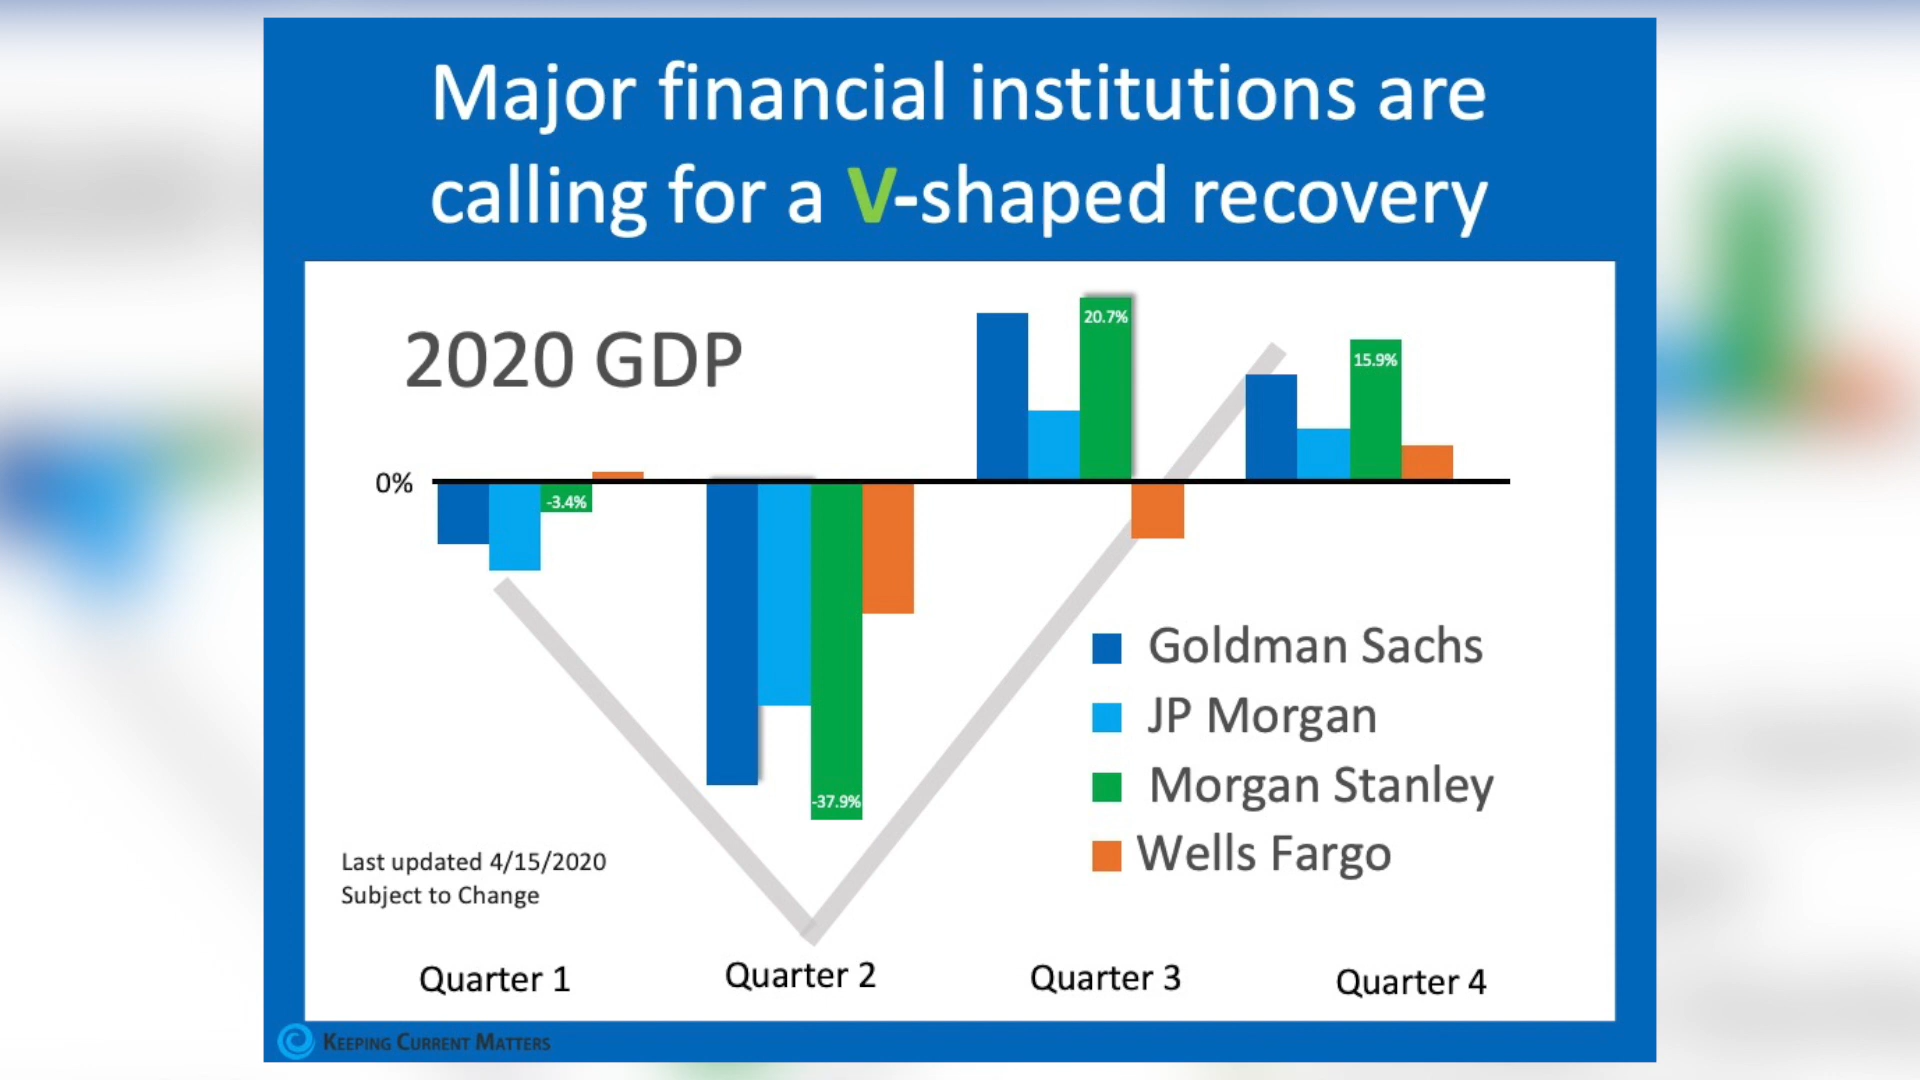 Major financial institutions are
calling for a V-shaped recovery
2020 GDP
20.7%
15.9%
0%
-3.4%
-37.9%
Goldman Sachs
JP Morgan
Morgan Stanley
Wells Fargo
Last updated 4/15/2020
Subject to Change
Quarter 1
Quarter 2
Quarter 3
Quarter 4
KEEPING CURRENT MATTERS